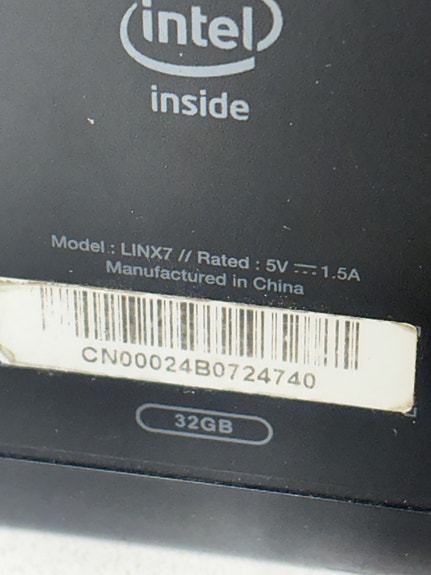 intel
inside
Model.: LINX7 // Rated : 5V ⎓ 1.5A
Manufactured in China
CN00024B0724740
32GB